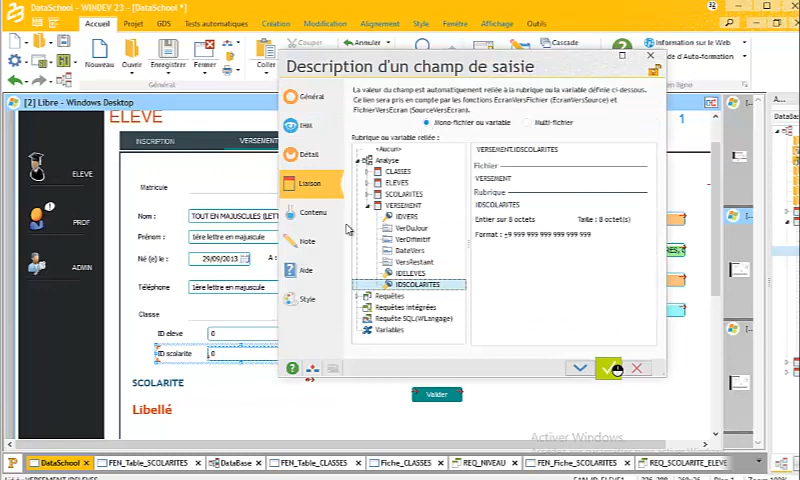 DataSchool - WINDEV 23 - [DataSchool *]
Accueil Projet GDS Tests automatiques Création Modification Alignement Style Fenêtre Affichage Outils
Nouveau Ouvrir Enregistrer Fermer
Général
Couper
Coller
Annuler
Cascade
Information sur le Web
d'Auto-formation
[2] Libre - Windows Desktop
ELEVE
INSCRIPTION
VERSEMENT
1
Matricule
ELEVE
Nom :
TOUT EN MAJUSCULES (LETT
PROF
Prénom :
1ère lettre en majuscule
Né (e) le :
29/09/2013
A :
ADMIN
Téléphone
1ère lettre en majuscule
Classe
ID eleve
0
ID scolarite
0
SCOLARITE
Libellé
Valider
Description d'un champ de saisie
Général
IHM
Détail
Liaison
Contenu
Note
Aide
Style
La valeur du champ est automatiquement reliée à la rubrique ou la variable définie ci-dessous.
Ce lien sera pris en compte par les fonctions EcranVersFichier (EcranVersSource) et
FichierVersEcran (SourceVersEcran).
Mono-fichier ou variable
Multi-fichier
Rubrique ou variable reliée :
<Aucun>
Analyse
CLASSES
ELEVES
SCOLARITES
VERSEMENT
IDVERS
VerDuJour
VerDfinitif
DateVers
VersRestant
IDELEVES
IDSCOLARITES
Requêtes
Requêtes intégrées
Requête SQL(WLangage)
Variables
VERSEMENT.IDSCOLARITES
Fichier
VERSEMENT
Rubrique
IDSCOLARITES
Entier sur 8 octets
Taille : 8 octet(s)
Format : +9 999 999 999 999 999 999
Activer Windows
DataSchool FEN_Table_SCOLARITES DataBase FEN_Table_CLASSES Fiche_CLASSES REQ_NIVEAU FEN_Fiche_SCOLARITES REQ_SCOLARITE_ELEVE